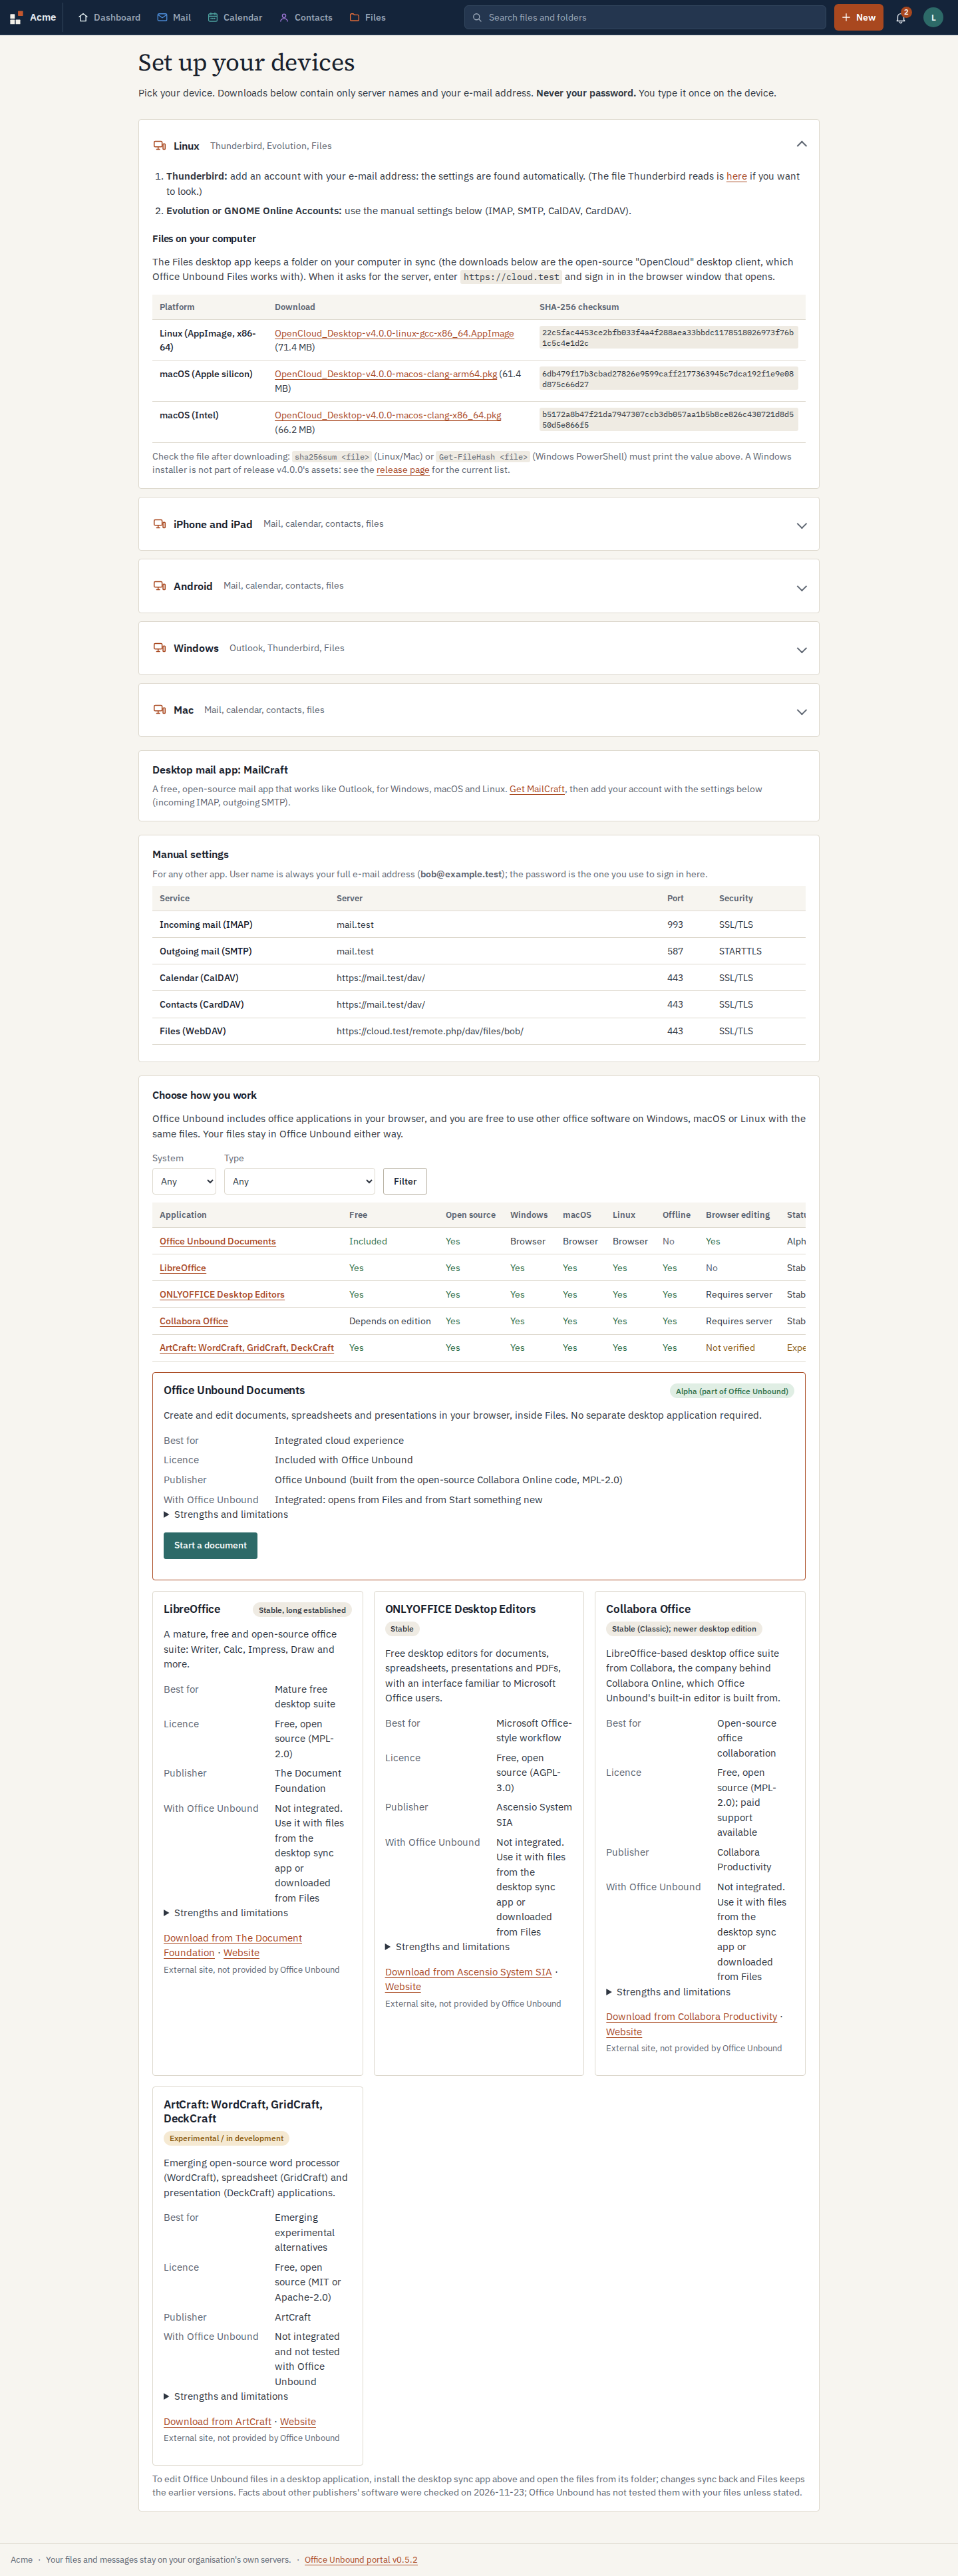 Acme Dashboard Mail Calendar Contacts Files Search files and folders New 2 L
Set up your devices
Pick your device. Downloads below contain only server names and your e-mail address. Never your password. You type it once on the device.
Linux Thunderbird, Evolution, Files
1. Thunderbird: add an account with your e-mail address: the settings are found automatically. (The file Thunderbird reads is here if you want
to look.)
2. Evolution or GNOME Online Accounts: use the manual settings below (IMAP, SMTP, CalDAV, CardDAV).
Files on your computer
The Files desktop app keeps a folder on your computer in sync (the downloads below are the open-source "OpenCloud" desktop client, which
Office Unbound Files works with). When it asks for the server, enter https://cloud.test and sign in in the browser window that opens.
Platform Download SHA-256 checksum
Linux (AppImage, x86-
64)
OpenCloud_Desktop-v4.0.0-linux-gcc-x86_64.AppImage
(71.4 MB)
22c5fac4453ce2bfb033f4a4f288aea33bbdc1178518026973f76b
1c5c4e1d2c
macOS (Apple silicon)
OpenCloud_Desktop-v4.0.0-macos-clang-arm64.pkg (61.4
MB)
6db479f17b3cbad27826e9599caff2177363945c7dca192f1e9e08
d875c66d27
macOS (Intel)
OpenCloud_Desktop-v4.0.0-macos-clang-x86_64.pkg
(66.2 MB)
b5172a8b47f21da7947307ccb3db057aa1b5b8ce826c430721d8d5
50d5e866f5
Check the file after downloading: sha256sum <file> (Linux/Mac) or Get-FileHash <file> (Windows PowerShell) must print the value above. A Windows
installer is not part of release v4.0.0's assets: see the release page for the current list.
iPhone and iPad Mail, calendar, contacts, files
Android Mail, calendar, contacts, files
Windows Outlook, Thunderbird, Files
Mac Mail, calendar, contacts, files
Desktop mail app: MailCraft
A free, open-source mail app that works like Outlook, for Windows, macOS and Linux. Get MailCraft, then add your account with the settings below
(incoming IMAP, outgoing SMTP).
Manual settings
For any other app. User name is always your full e-mail address (bob@example.test); the password is the one you use to sign in here.
Service Server Port Security
Incoming mail (IMAP) mail.test 993 SSL/TLS
Outgoing mail (SMTP) mail.test 587 STARTTLS
Calendar (CalDAV) https://mail.test/dav/ 443 SSL/TLS
Contacts (CardDAV) https://mail.test/dav/ 443 SSL/TLS
Files (WebDAV) https://cloud.test/remote.php/dav/files/bob/ 443 SSL/TLS
Choose how you work
Office Unbound includes office applications in your browser, and you are free to use other office software on Windows, macOS or Linux with the
same files. Your files stay in Office Unbound either way.
System Type
Any Any Filter
Application Free Open source Windows macOS Linux Offline Browser editing Statu
Office Unbound Documents Included Yes Browser Browser Browser No Yes Alph
LibreOffice Yes Yes Yes Yes Yes Yes No Stab
ONLYOFFICE Desktop Editors Yes Yes Yes Yes Yes Yes Requires server Stab
Collabora Office Depends on edition Yes Yes Yes Yes Yes Requires server Stab
ArtCraft: WordCraft, GridCraft, DeckCraft Yes Yes Yes Yes Yes Yes Not verified Expe
Office Unbound Documents Alpha (part of Office Unbound)
Create and edit documents, spreadsheets and presentations in your browser, inside Files. No separate desktop application required.
Best for Integrated cloud experience
Licence Included with Office Unbound
Publisher Office Unbound (built from the open-source Collabora Online code, MPL-2.0)
With Office Unbound Integrated: opens from Files and from Start something new
Strengths and limitations
Start a document
LibreOffice Stable, long established
A mature, free and open-source office
suite: Writer, Calc, Impress, Draw and
more.
Best for Mature free
desktop suite
Licence Free, open
source (MPL-
2.0)
Publisher The Document
Foundation
With Office Unbound Not integrated.
Use it with files
from the
desktop sync
app or
downloaded
from Files
Strengths and limitations
Download from The Document
Foundation · Website
External site, not provided by Office Unbound
ONLYOFFICE Desktop Editors
Stable
Free desktop editors for documents,
spreadsheets, presentations and PDFs,
with an interface familiar to Microsoft
Office users.
Best for Microsoft Office-
style workflow
Licence Free, open
source (AGPL-
3.0)
Publisher Ascensio System
SIA
With Office Unbound Not integrated.
Use it with files
from the
desktop sync
app or
downloaded
from Files
Strengths and limitations
Download from Ascensio System SIA ·
Website
External site, not provided by Office Unbound
Collabora Office
Stable (Classic); newer desktop edition
LibreOffice-based desktop office suite
from Collabora, the company behind
Collabora Online, which Office
Unbound's built-in editor is built from.
Best for Open-source
office
collaboration
Licence Free, open
source (MPL-
2.0); paid
support
available
Publisher Collabora
Productivity
With Office Unbound Not integrated.
Use it with files
from the
desktop sync
app or
downloaded
from Files
Strengths and limitations
Download from Collabora Productivity ·
Website
External site, not provided by Office Unbound
ArtCraft: WordCraft, GridCraft,
DeckCraft
Experimental / in development
Emerging open-source word processor
(WordCraft), spreadsheet (GridCraft) and
presentation (DeckCraft) applications.
Best for Emerging
experimental
alternatives
Licence Free, open
source (MIT or
Apache-2.0)
Publisher ArtCraft
With Office Unbound Not integrated
and not tested
with Office
Unbound
Strengths and limitations
Download from ArtCraft · Website
External site, not provided by Office Unbound
To edit Office Unbound files in a desktop application, install the desktop sync app above and open the files from its folder; changes sync back and Files keeps
the earlier versions. Facts about other publishers' software were checked on 2026-11-23; Office Unbound has not tested them with your files unless stated.
Acme · Your files and messages stay on your organisation's own servers. · Office Unbound portal v0.5.2